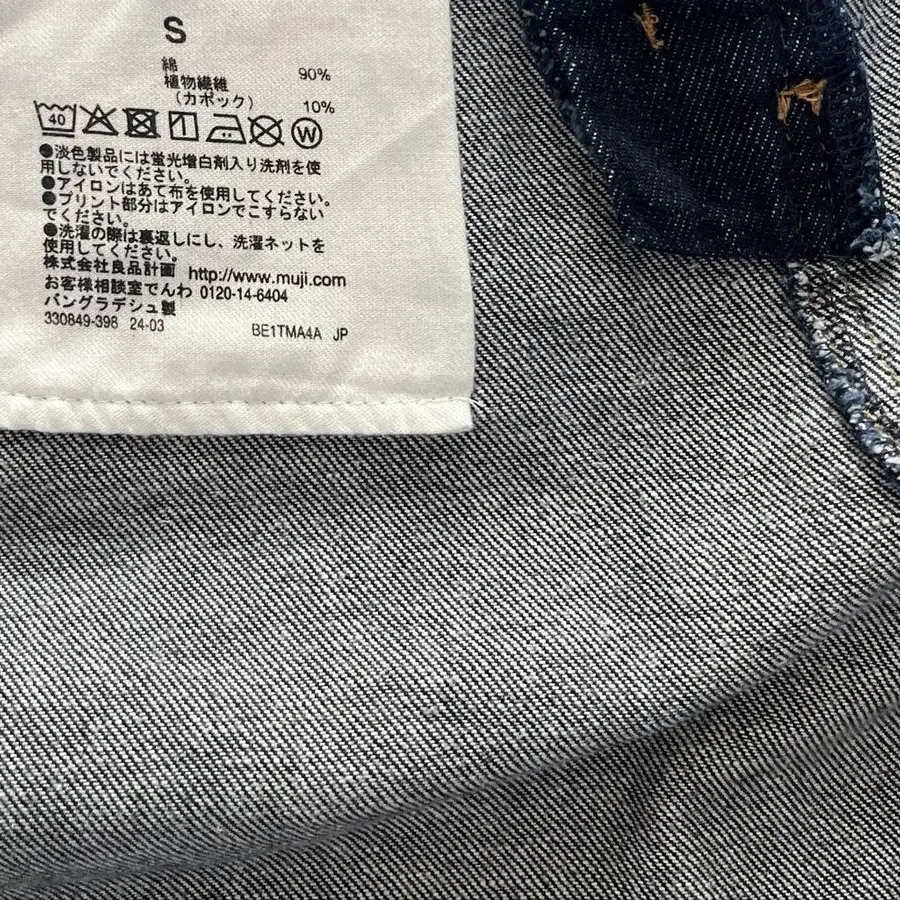 S
綿 90%
植物繊維
（カポック） 10%
40 W
●淡色製品には蛍光増白剤入り洗剤を使
用しないでください。
●アイロンはあて布を使用してください。
●プリント部分はアイロンでこすらない
でください。
●洗濯の際は裏返しにし、洗濯ネットを
使用してください。
株式会社良品計画 http://www.muji.com
お客様相談室でんわ 0120-14-6404
バングラデシュ製
330849-398 24-03 BE1TMA4A JP